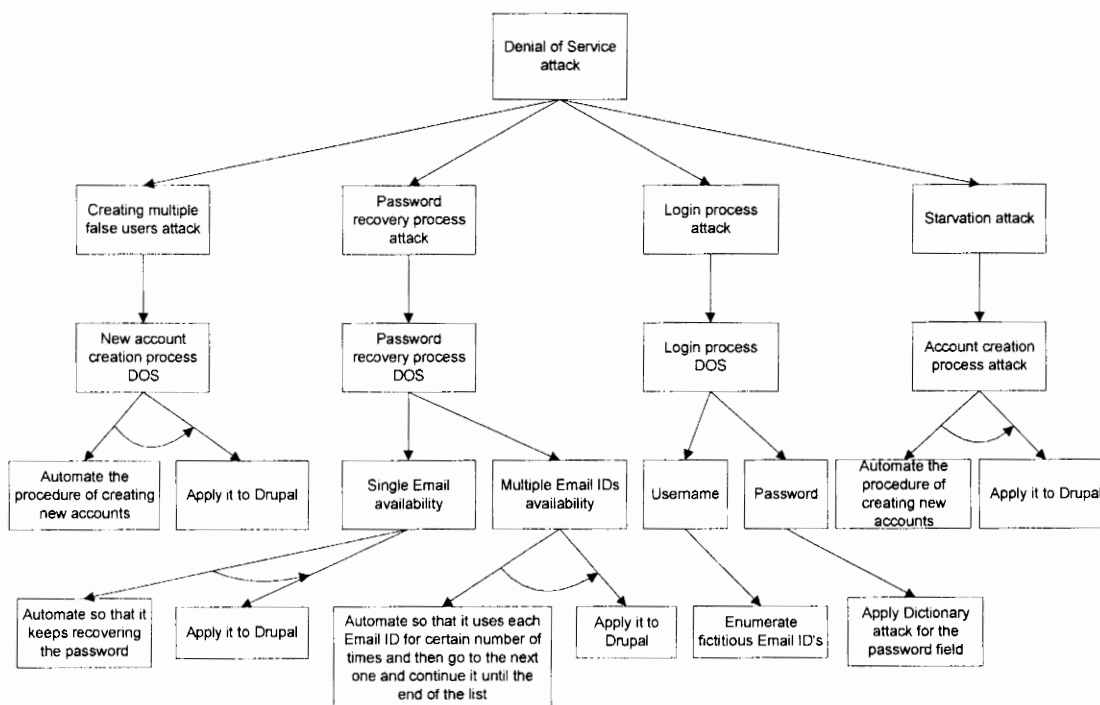 Denial of Service
attack
Creating multiple
false users attack
Password
recovery process
attack
Login process
attack
Starvation attack
New account
creation process
DOS
Password
recovery process
DOS
Login process
DOS
Account creation
process attack
Automate the
procedure of creating
new accounts
Apply it to Drupal
Single Email
availability
Multiple Email IDs
availability
Username
Password
Automate the
procedure of
creating new
accounts
Apply it to Drupal
Automate so that it
keeps recovering
the password
Apply it to Drupal
Automate so that it uses each
Email ID for certain number of
times and then go to the next
one and continue it until the
end of the list
Apply it to
Drupal
Enumerate
fictitious Email ID's
Apply Dictionary
attack for the
password field